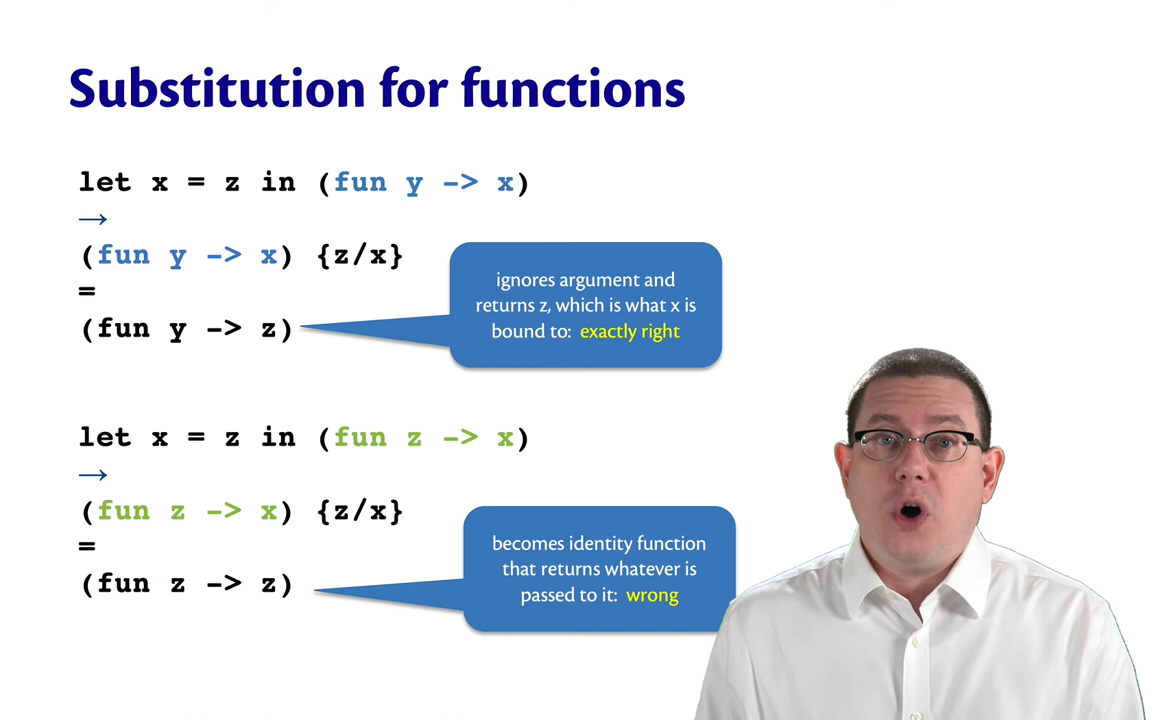 Substitution for functions
let x = z in (fun y -> x)
→
(fun y -> x) {z/x}
=
(fun y -> z)
ignores argument and
returns z, which is what x is
bound to: exactly right
let x = z in (fun z -> x)
→
(fun z -> x) {z/x}
=
(fun z -> z)
becomes identity function
that returns whatever is
passed to it: wrong